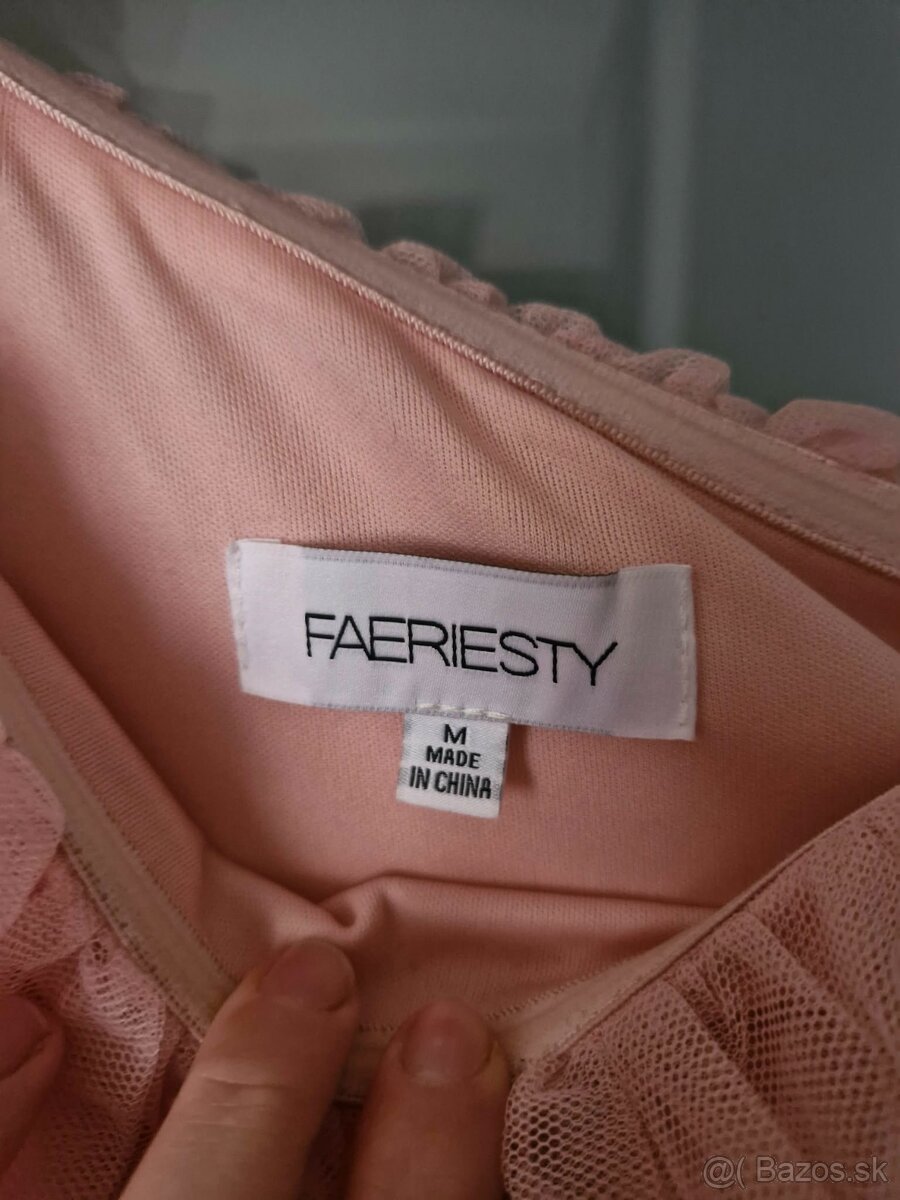 FAERIESTY
M
MADE
IN CHINA
@( Bazos.sk